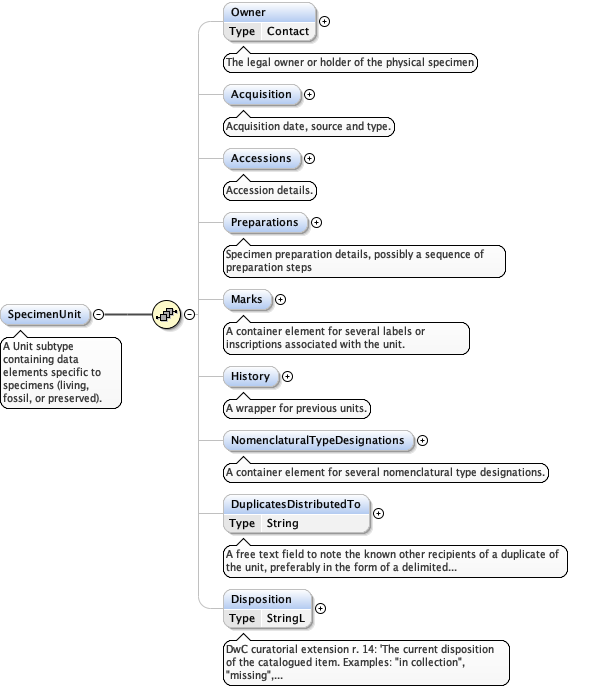 Owner
Type Contact
The legal owner or holder of the physical specimen
Acquisition
Acquisition date, source and type.
Accessions
Accession details.
Preparations
Specimen preparation details, possibly a sequence of
preparation steps
SpecimenUnit
A Unit subtype
containing data
elements specific to
specimens (living,
fossil, or preserved).
Marks
A container element for several labels or
inscriptions associated with the unit.
History
A wrapper for previous units.
NomenclaturalTypeDesignations
A container element for several nomenclatural type designations.
DuplicatesDistributedTo
Type String
A free text field to note the known other recipients of a duplicate of
the unit, preferably in the form of a delimited...
Disposition
Type StringL
DwC curatorial extension r. 14: 'The current disposition
of the catalogued item. Examples: "in collection",
"missing",...